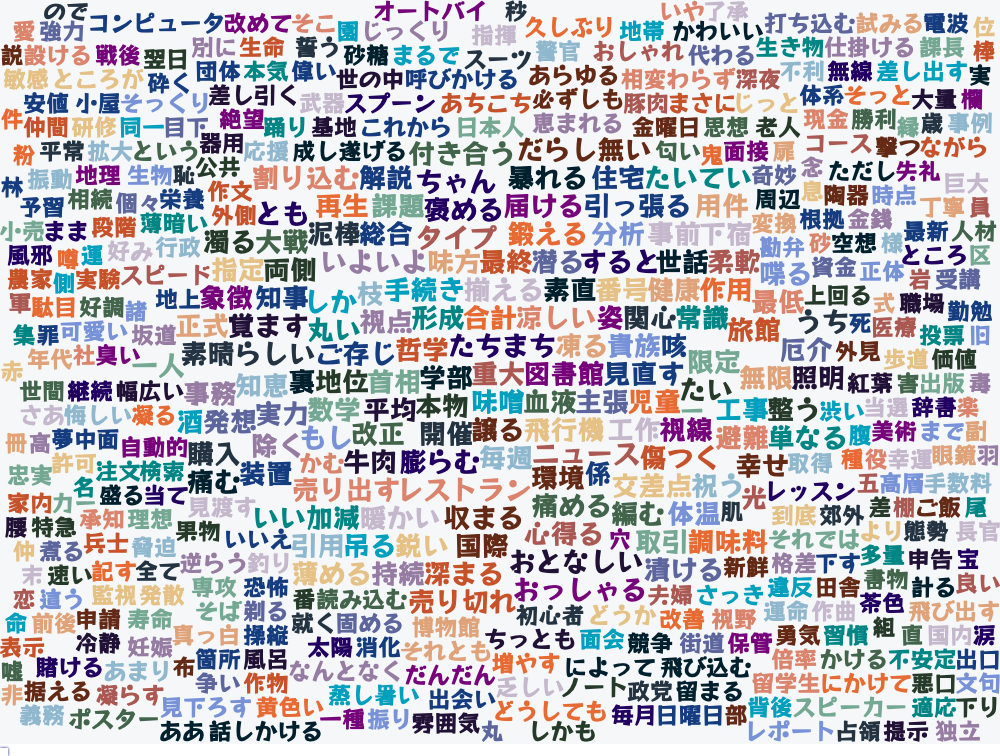 ので コンピュータ 改めて そこ オートバイ 秒 いや 了承
愛 強力 園 じっくり 指揮 久しぶり 地帯 かわいい 打ち込む 試みる 電波 位
説 設ける 戦後 翌日 別に 生命 誓う 砂糖 まるで スーツ 警官 おしゃれ 代わる 生き物 仕掛ける 課長 棒
敏感 ところが 砕く 団体 本気 偉い 世の中 呼びかける あらゆる 相変わらず 深夜 不利 無線 差し出す 実
安値 小屋 そっくり 差し引く 武器 スプーン あちこち 必ずしも 豚肉 まさに じっと 体系 そっと 大量 欄
件 仲間 研修 同一 目下 絶望 踊り 基地 これから 日本人 恵まれる 金曜日 思想 老人 現金 勝利 縁 歳 事例
粉 平常 拡大 という 器用 応援 成し遂げる 付き合う だらし無い 匂い 鬼 面接 扉 コース 撃つ ながら
林 振動 地理 生物 恥 公共 割り込む 解説 ちゃん 暴れる 住宅 たいてい 奇妙 念 ただし 失礼 巨大
予習 相続 個々 栄養 作文 再生 課題 褒める 届ける 引っ張る 用件 周辺 息 陶器 時点 丁寧 員
小売 まま 段階 薄暗い 外側 とも 泥棒 総合 タイプ 鍛える 分析 事前 下宿 変換 根拠 金銭 最新 人材
風邪 噂 運 好み 行政 濁る 大戦 勘弁 砂 空想 様 ところ 区
農家 側 実験 スピード 指定 両側 いよいよ 味方 最終 潜る すると 世話 柔軟 喋る 資金 正体 岩 受講
軍 駄目 好調 諸 地上 象徴 知事 しか 枝 手続き 揃える 素直 番号 健康 作用 最低 上回る 式 職場 勤勉
集 罪 可愛い 坂道 正式 覚ます 丸い 視点 形成 合計 涼しい 姿 関心 常識 旅館 うち 死 医療 投票 旧
赤 年代 社 臭い 一人 素晴らしい ご存じ 哲学 たちまち 凍る 貴族 咳 限定 厄介 外見 歩道 価値
世間 継続 幅広い 事務 知恵 裏 地位 首相 学部 重大 図書館 見直す たい 無限 照明 紅葉 害 出版 毒
さあ 悔しい 凝る 酒 発想 実力 数学 平均 本物 味噌 血液 主張 児童 一 工事 整う 渋い 当選 辞書 楽
冊 高 夢中 面 自動的 購入 除く もし 改正 開催 譲る 飛行機 工作 視線 避難 単なる 腹 美術 まで 副
忠実 許可 注文 検索 痛む 装置 かむ 牛肉 膨らむ 毎週 ニュース 傷つく 幸せ 取得 種 役 幸運 眼鏡 羽
家内 力 名 盛る 当て 見渡す 売り出す レストラン 環境 係 交差点 祝う 光 レッスン 五 高層 手数料
腰 特急 承知 理想 果物 いい加減 暖かい 収まる 痛める 編む 体温 肌 到底 郊外 差 棚 ご飯 尾
仲 煮る 兵士 脅迫 いいえ 引用 吊る 鋭い 国際 心得る 穴 取引 調味料 それでは より 態勢 長官
末 速い 記す 全て 逆らう 釣り 薄める 持続 深まる おとなしい 漬ける 新鮮 格差 下す 多量 申告 宝
恋 違う 監視 発散 専攻 恐怖 番 読み込む 売り切れ おっしゃる 夫婦 さっき 違反 田舎 書物 計る 良い
命 前後 申請 寿命 そば 剃る 就く 固める 博物館 初心者 どうか 改善 視野 運命 作曲 茶色 飛び出す
表示 冷静 妊娠 真っ白 操縦 太陽 消化 それとも ちっとも 面会 競争 街道 保管 勇気 習慣 組 直 国内 涙
嘘 賭ける あまり 布 箇所 風呂 なんとなく だんだん 増やす によって 飛び込む 倍率 かける 不安定 出口
非 据える 凝らす 争い 作物 蒸し暑い 出会い 乏しい ノート 政党 留まる 留学生 にかけて 悪口 文句
義務 ポスター 見下ろす 黄色い 一種 振り 雰囲気 丸 どうしても 毎月 日曜日 部 背後 スピーカー 適応 下り
ああ 話しかける しかも レポート 占領 提示 独立